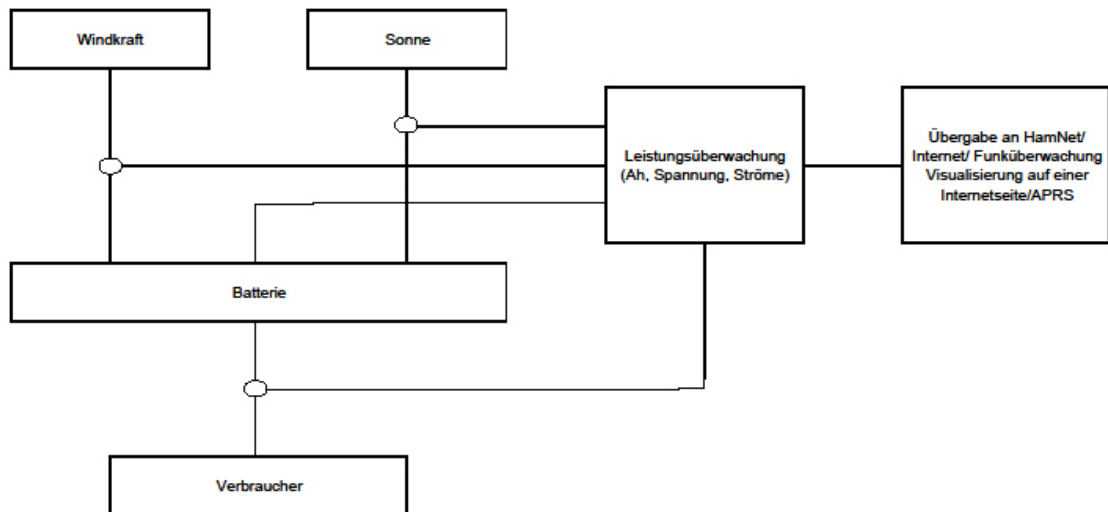 Windkraft
Sonne
Leistungsüberwachung
(Ah, Spannung, Ströme)
Übergabe an HamNet/
Internet/ Funküberwachung
Visualisierung auf einer
Internetseite/APRS
Batterie
Verbraucher